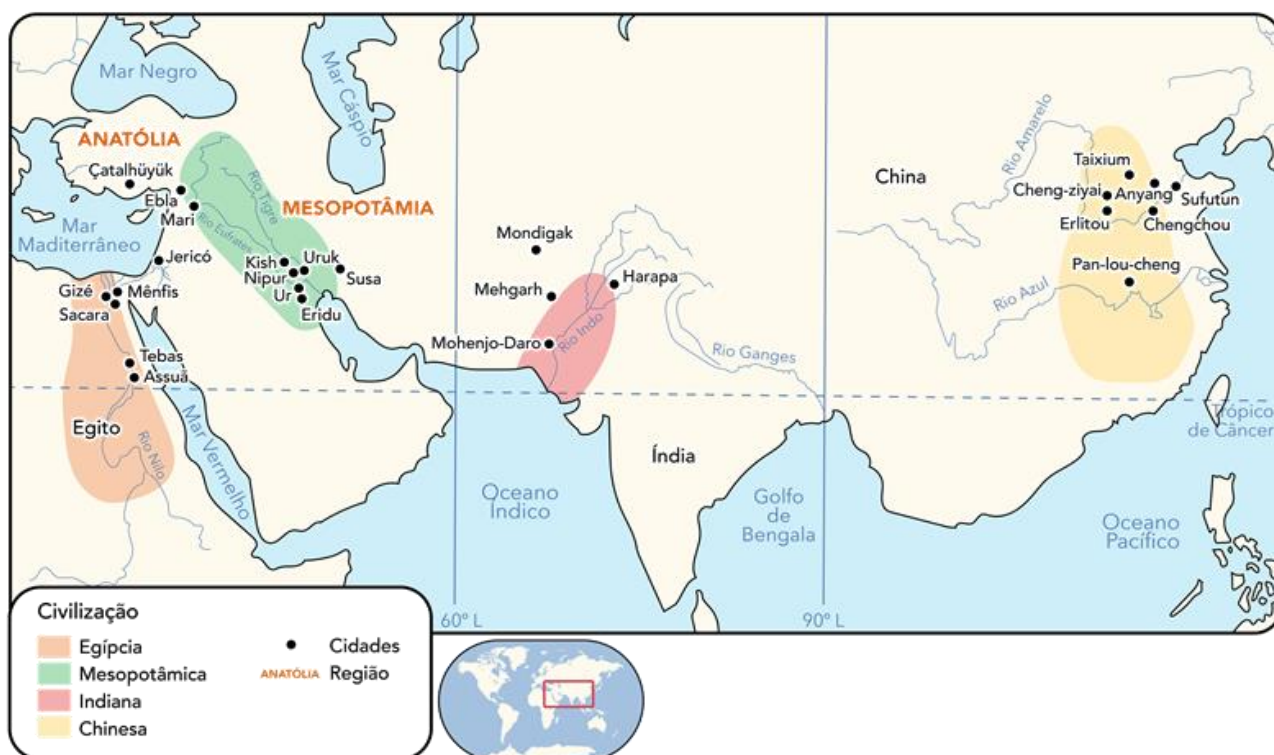 Mar Negro
Mar Cáspio
ANATÓLIA
Çatalhüyük
Ebla
Mari
Rio Tigre
Rio Eufrates
MESOPOTÂMIA
Mar
Maditerrâneo
Jericó
Kish
Uruk
Nipur
Ur
Eridu
Susa
Gizé
Mênfis
Sacara
Tebas
Assuã
Egito
Rio Nilo
Mar Vermelho
Mondigak
Mehgarh
Harapa
Mohenjo-Daro
Rio Indo
Rio Ganges
Índia
Oceano
Índico
Golfo
de
Bengala
China
Rio Amarelo
Taixium
Cheng-ziyai
Anyang
Sufutun
Erlitou
Chengchou
Pan-lou-cheng
Rio Azul
Trópico
de Câncer
Oceano
Pacífico
60º L
90º L
Civilização
Egípcia
Mesopotâmica
Indiana
Chinesa
Cidades
ANATÓLIA Região